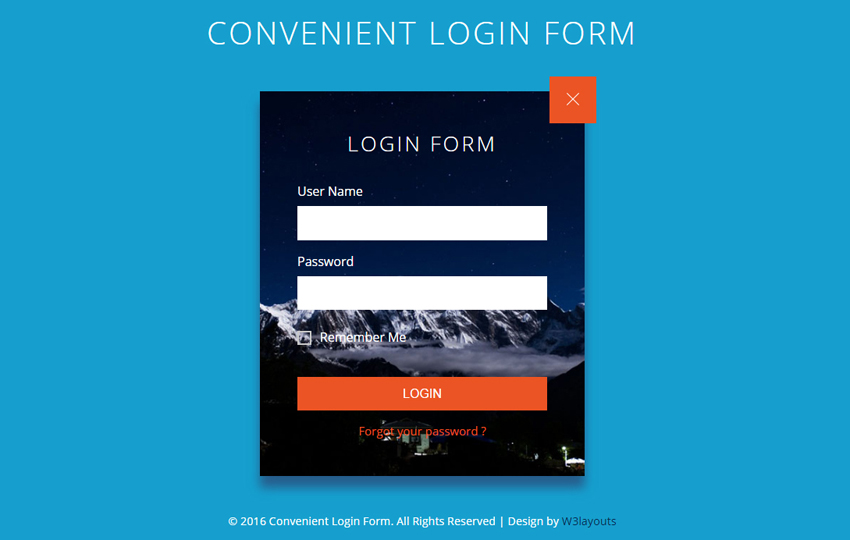 CONVENIENT LOGIN FORM
LOGIN FORM
User Name
Password
Remember Me
LOGIN
Forgot your password ?
© 2016 Convenient Login Form. All Rights Reserved | Design by W3layouts